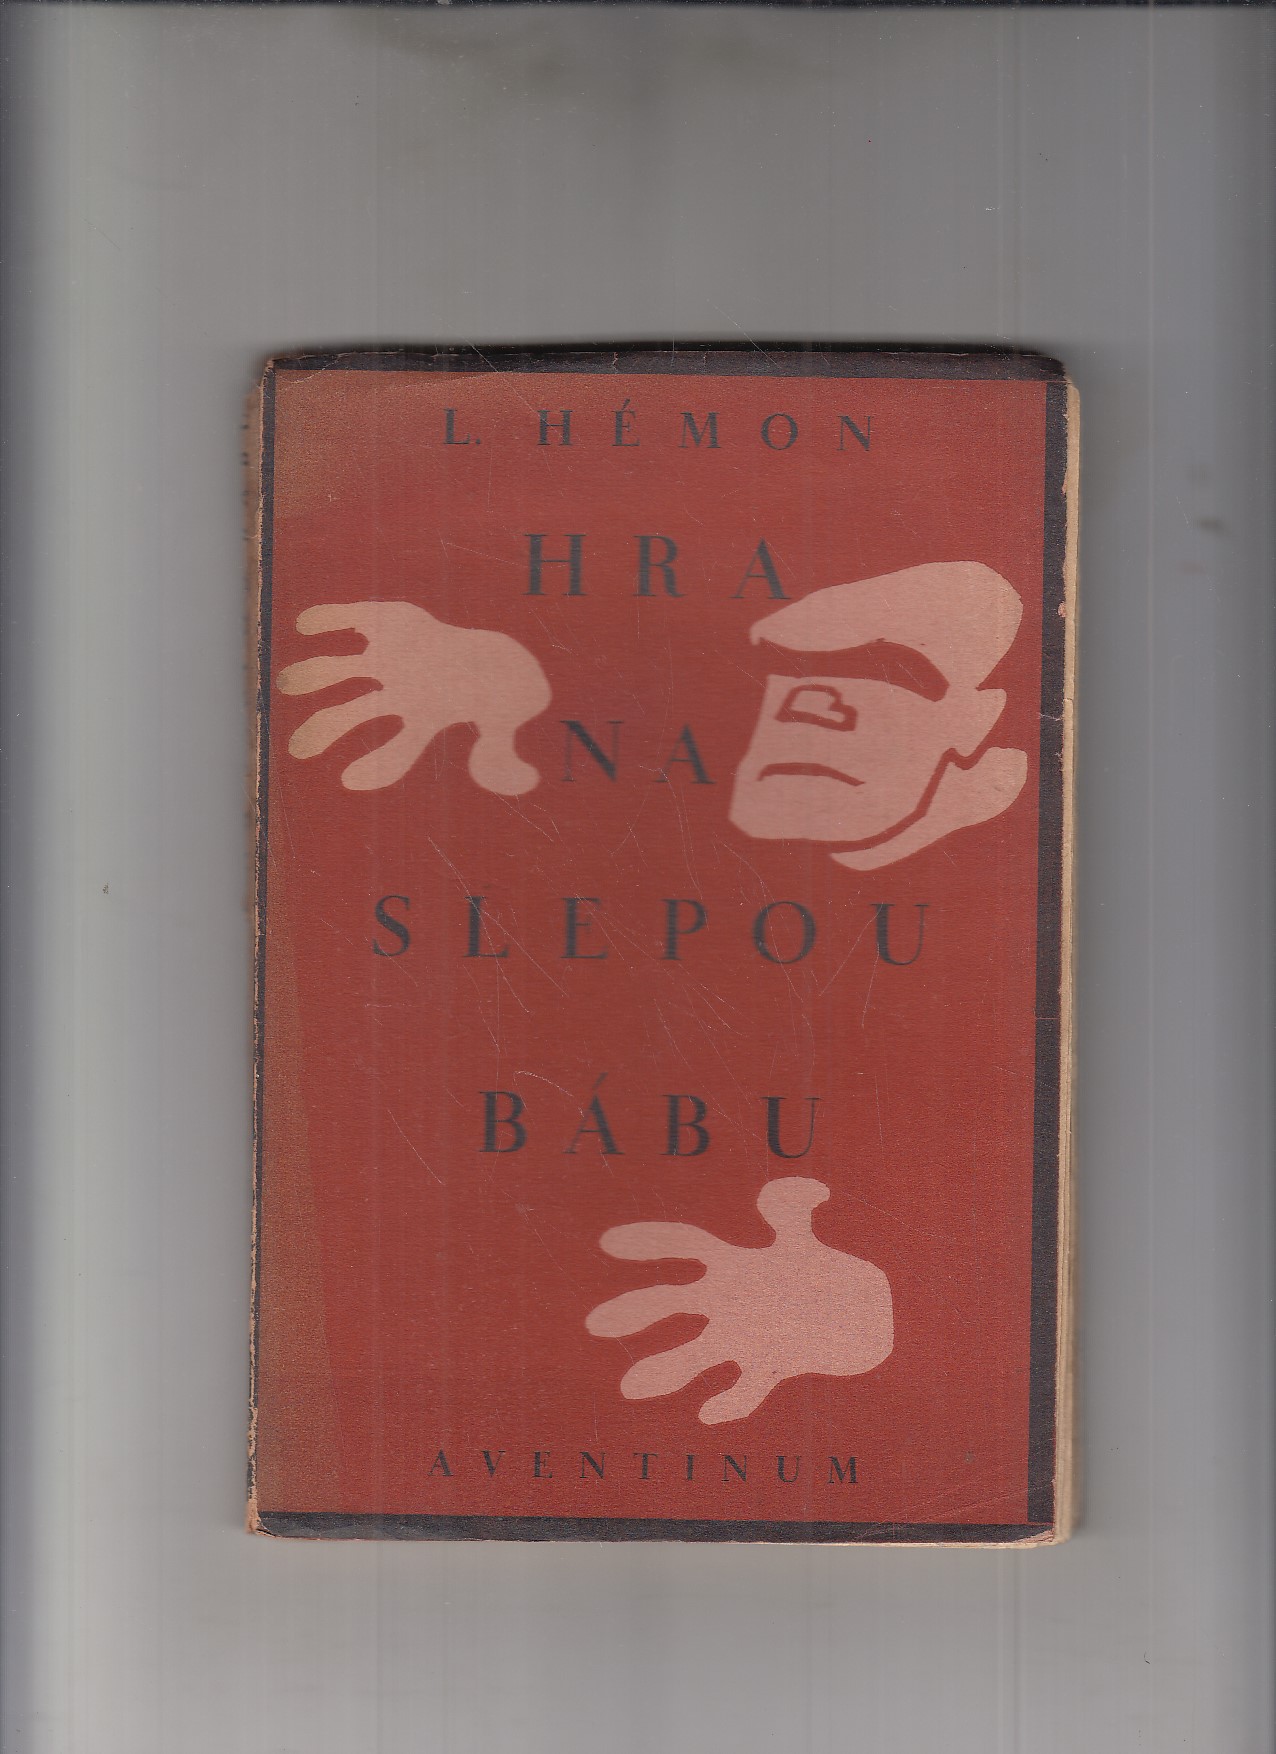 L. HÉMON
HRA
NA
SLEPOU
BÁBU
AVENTINUM